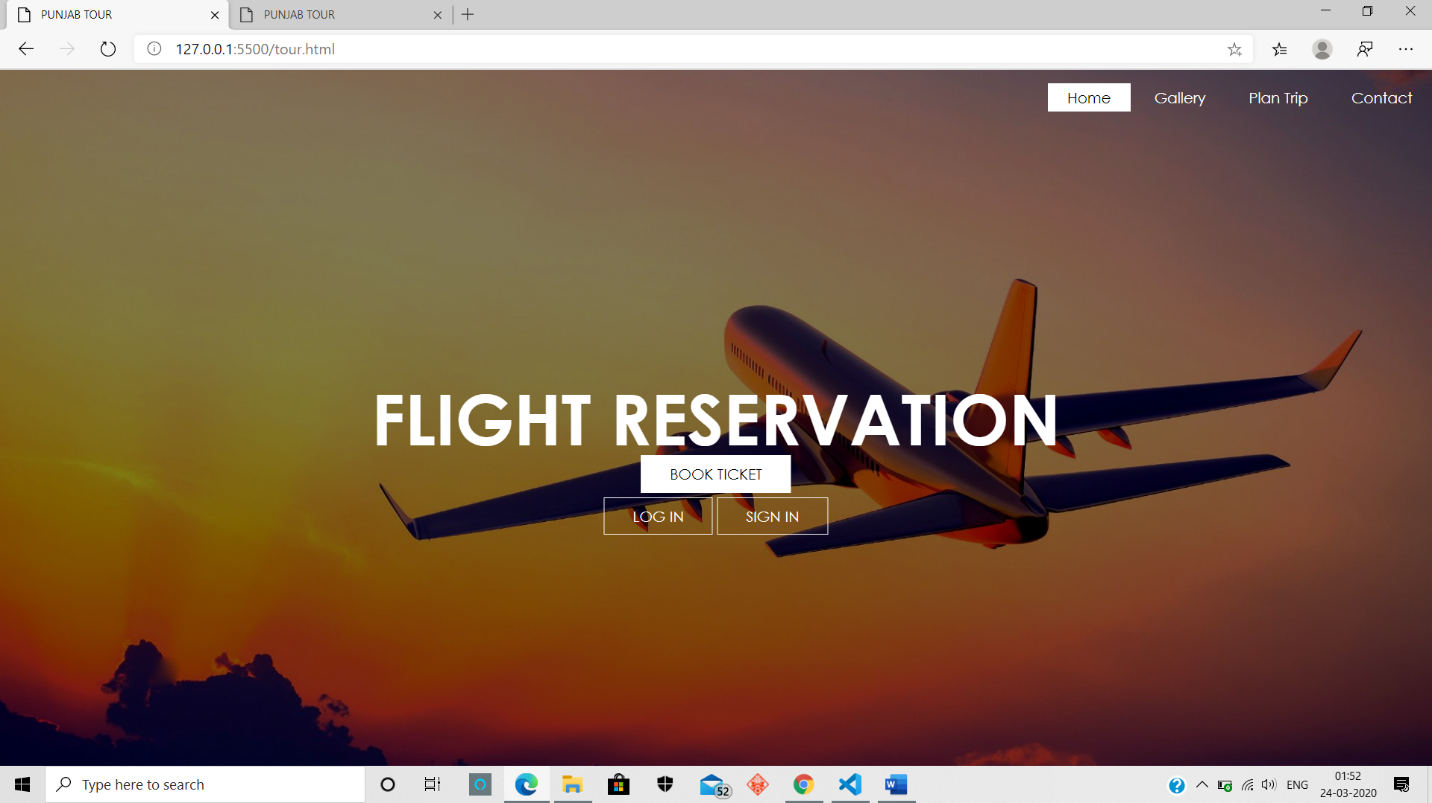 PUNJAB TOUR
PUNJAB TOUR
127.0.0.1:5500/tour.html
Home Gallery Plan Trip Contact
FLIGHT RESERVATION
BOOK TICKET
LOG IN SIGN IN
Type here to search
52
W
ENG
01:52
24-03-2020